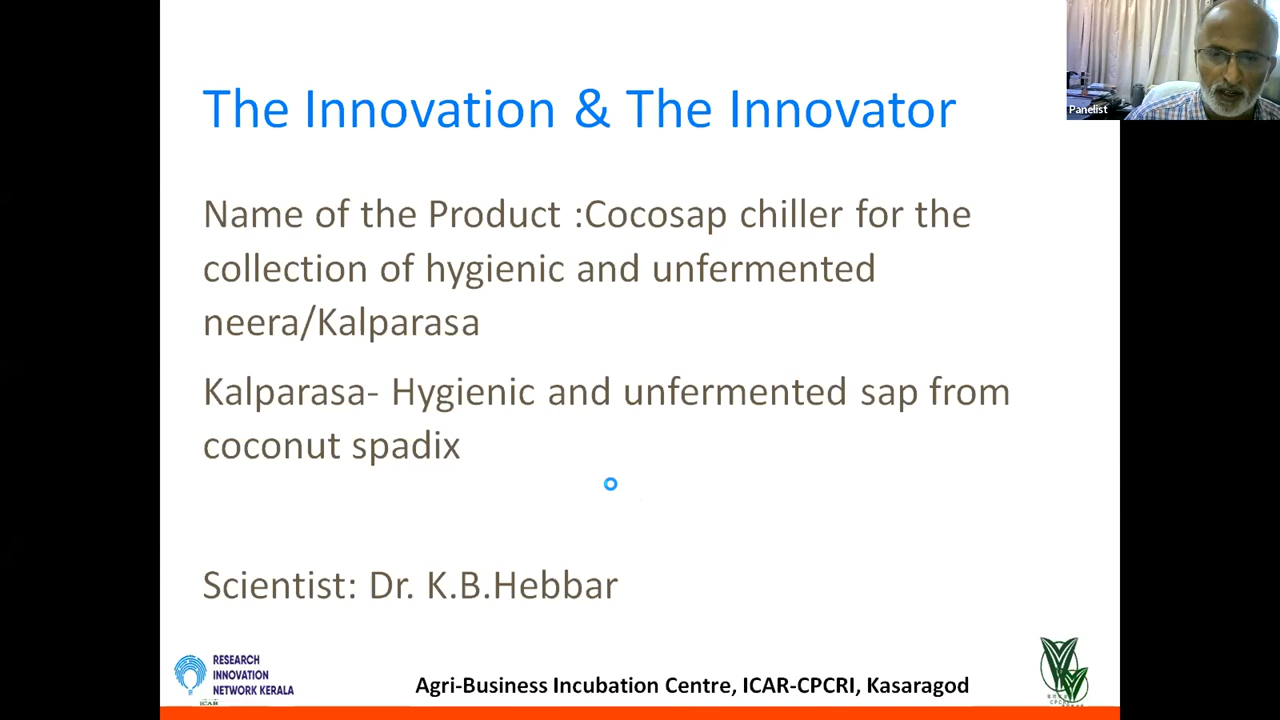 Panelist
The Innovation & The Innovator
Name of the Product :Cocosap chiller for the
collection of hygienic and unfermented
neera/Kalparasa
Kalparasa- Hygienic and unfermented sap from
coconut spadix
Scientist: Dr. K.B.Hebbar
RESEARCH
INNOVATION
NETWORK KERALA
ICAR
Agri-Business Incubation Centre, ICAR-CPCRI, Kasaragod